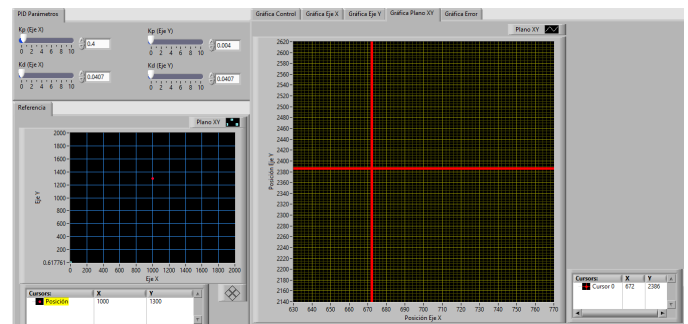 PID Parámetros
Kp (Eje X)
0 2 4 6 8 10
0.4
Kp (Eje Y)
0 2 4 6 8 10
0.004
Kd (Eje X)
0 2 4 6 8 10
0.0407
Kd (Eje Y)
0 2 4 6 8 10
0.0407
Referencia
Plano XY
2000
1800
1600
1400
1200
1000
800
600
400
200
0.617761
Eje Y
0 200 400 600 800 1000 1200 1400 1600 1800 2000
Eje X
Cursors: X Y
Posición 1000 1300
Gráfica Control Gráfica Eje X Gráfica Eje Y Gráfica Plano XY Gráfica Error
Plano XY
2620
2600
2580
2560
2540
2520
2500
2480
2460
2440
2420
2400
2380
2360
2340
2320
2300
2280
2260
2240
2220
2200
2180
2160
2140
Posición Eje Y
630 640 650 660 670 680 690 700 710 720 730 740 750 760 770
Posición Eje X
Cursors: X Y
Cursor 0 672 2386